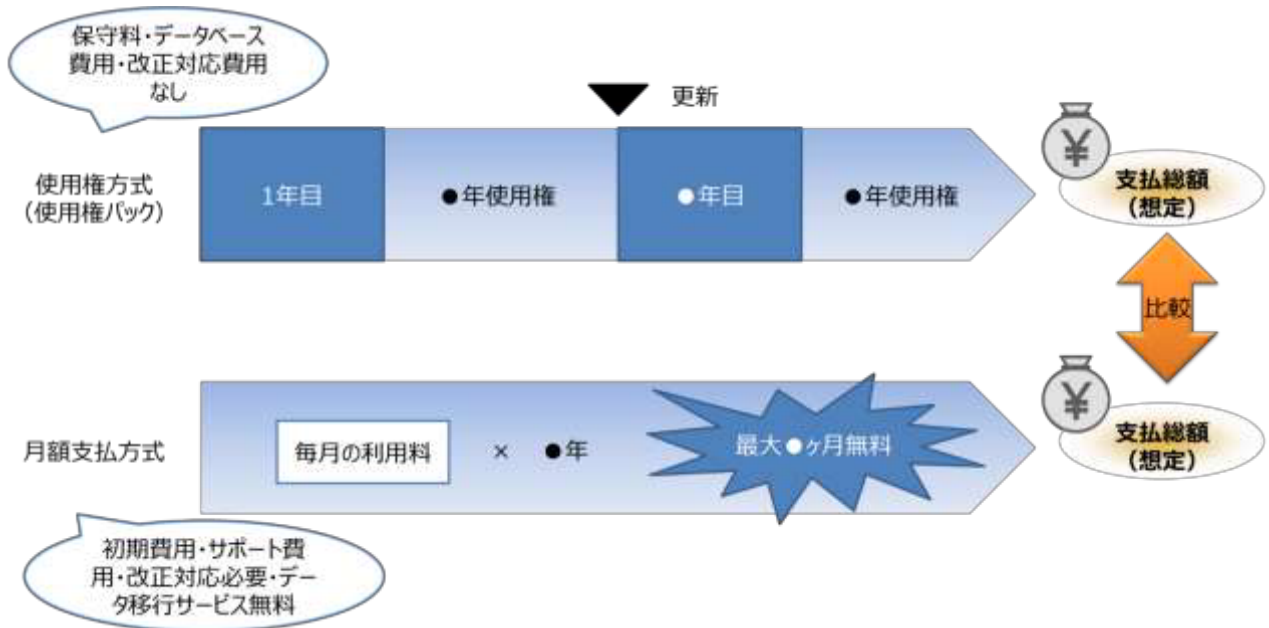 保守料・データベース
費用・改正対応費用
なし
更新
使用権方式
(使用権パック)
1年目
●年使用権
●年目
●年使用権
¥
支払総額
(想定)
比較
月額支払方式
毎月の利用料
×
●年
最大●ヶ月無料
¥
支払総額
(想定)
初期費用・サポート費
用・改正対応必要・デー
タ移行サービス無料